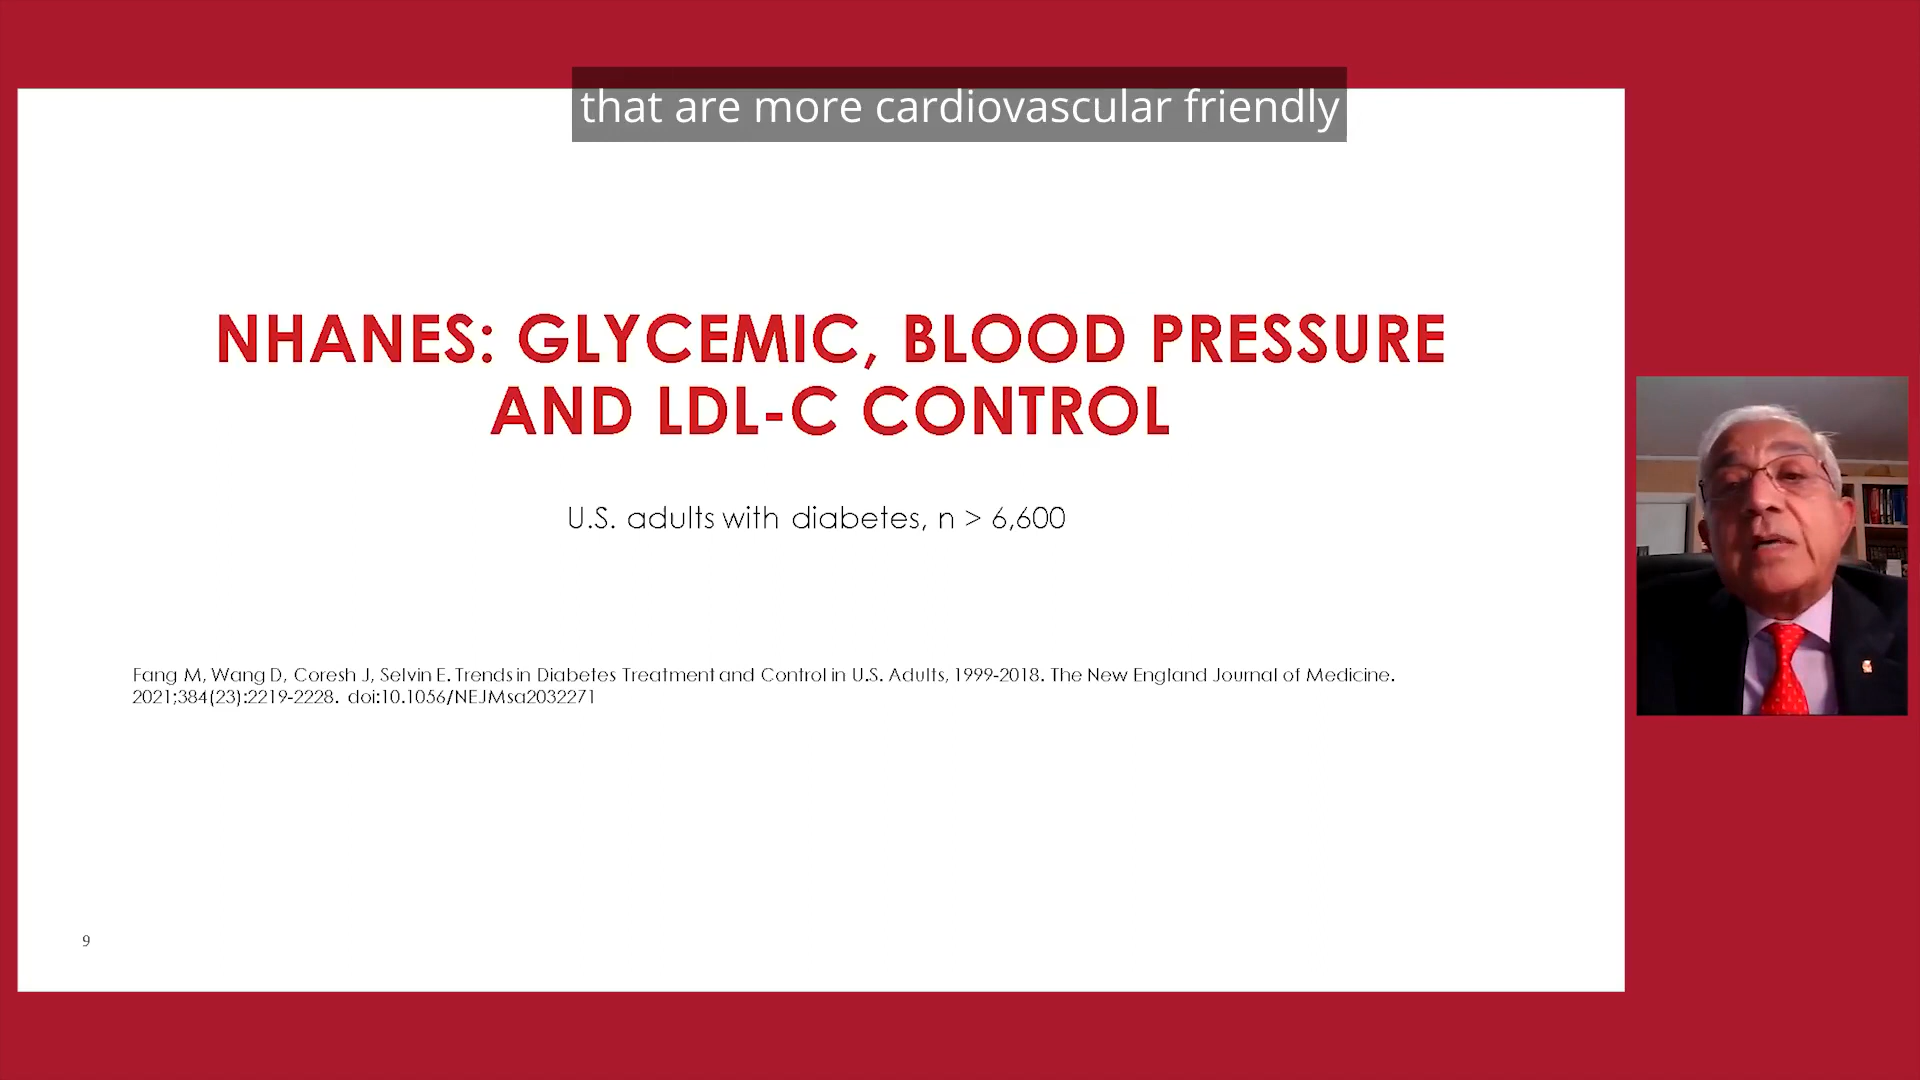 that are more cardiovascular friendly
NHANES: GLYCEMIC, BLOOD PRESSURE
AND LDL-C CONTROL
U.S. adults with diabetes, n > 6,600
Fang M, Wang D, Coresh J, Selvin E. Trends in Diabetes Treatment and Control in U.S. Adults, 1999-2018. The New England Journal of Medicine.
2021;384(23):2219-2228. doi:10.1056/NEJMsa2032271
9